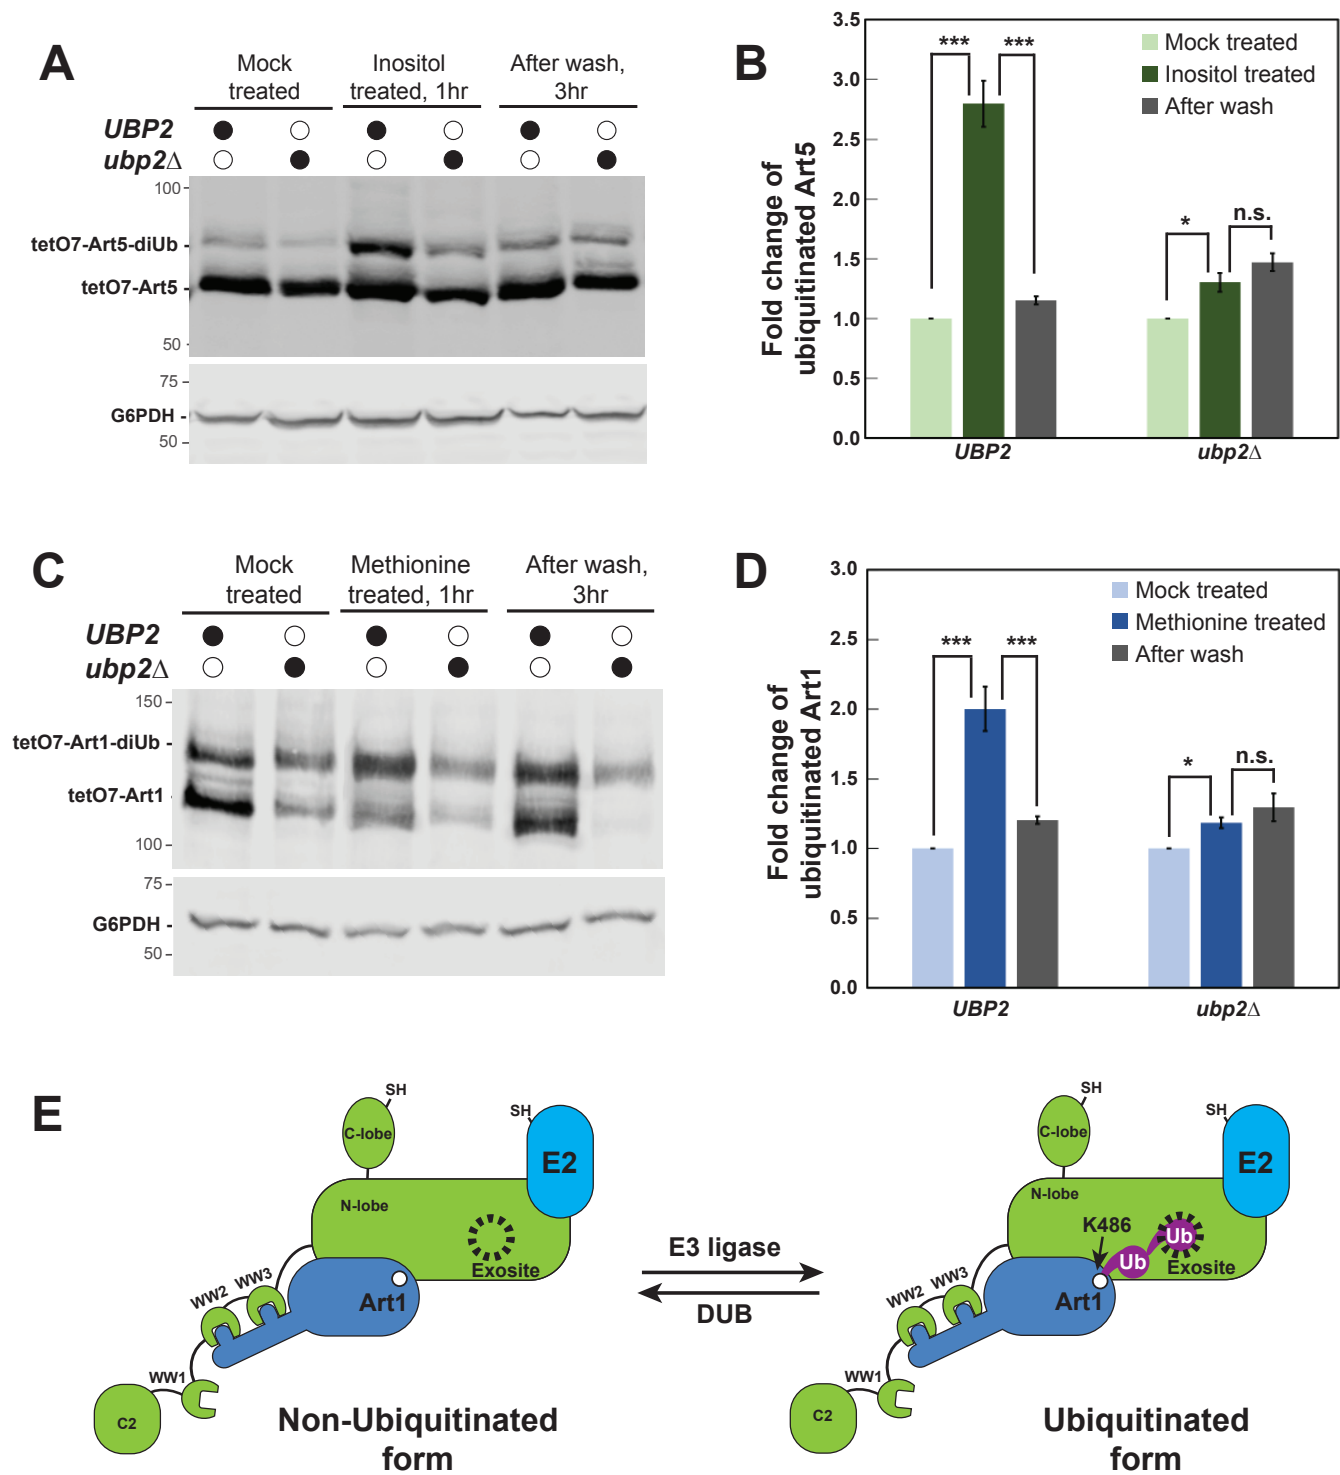 A
Mock
treated
Inositol
treated, 1hr
After wash,
3hr
UBP2
ubp2Δ
100
tetO7-Art5-diUb
tetO7-Art5
50
75
G6PDH
50
B
Fold change of
ubiquitinated Art5
3.5
3.0
2.5
2.0
1.5
1.0
0.5
0.0
Mock treated
Inositol treated
After wash
*** ***
* n.s.
UBP2 ubp2Δ
C
Mock
treated
Methionine
treated, 1hr
After wash,
3hr
UBP2
ubp2Δ
150
tetO7-Art1-diUb
tetO7-Art1
100
75
G6PDH
50
D
Fold change of
ubiquitinated Art1
3.0
2.5
2.0
1.5
1.0
0.5
0.0
Mock treated
Methionine treated
After wash
*** ***
* n.s.
UBP2 ubp2Δ
E
SH
C-lobe
SH
E2
N-lobe
Exosite
WW3
WW2
Art1
WW1
C2
Non-Ubiquitinated
form
E3 ligase
DUB
SH
C-lobe
SH
E2
N-lobe
K486
Ub
Ub
Exosite
WW3
WW2
Art1
WW1
C2
Ubiquitinated
form